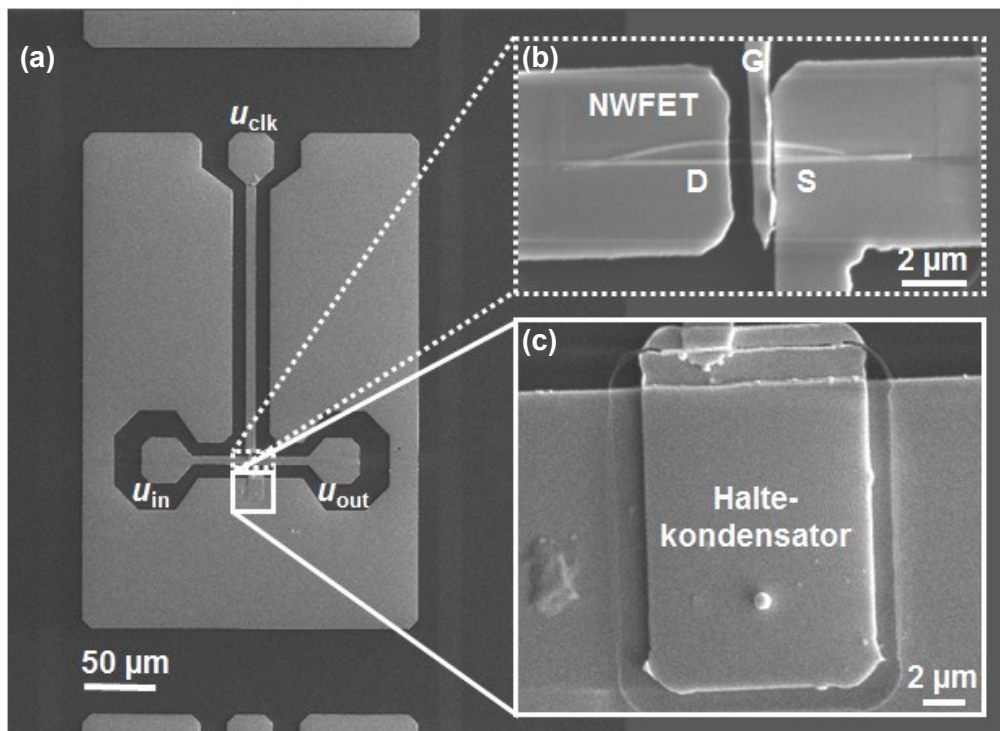 (a)
u_clk
u_in
u_out
50 µm
(b)
G
NWFET
D
S
2 µm
(c)
Halte-
kondensator
2 µm